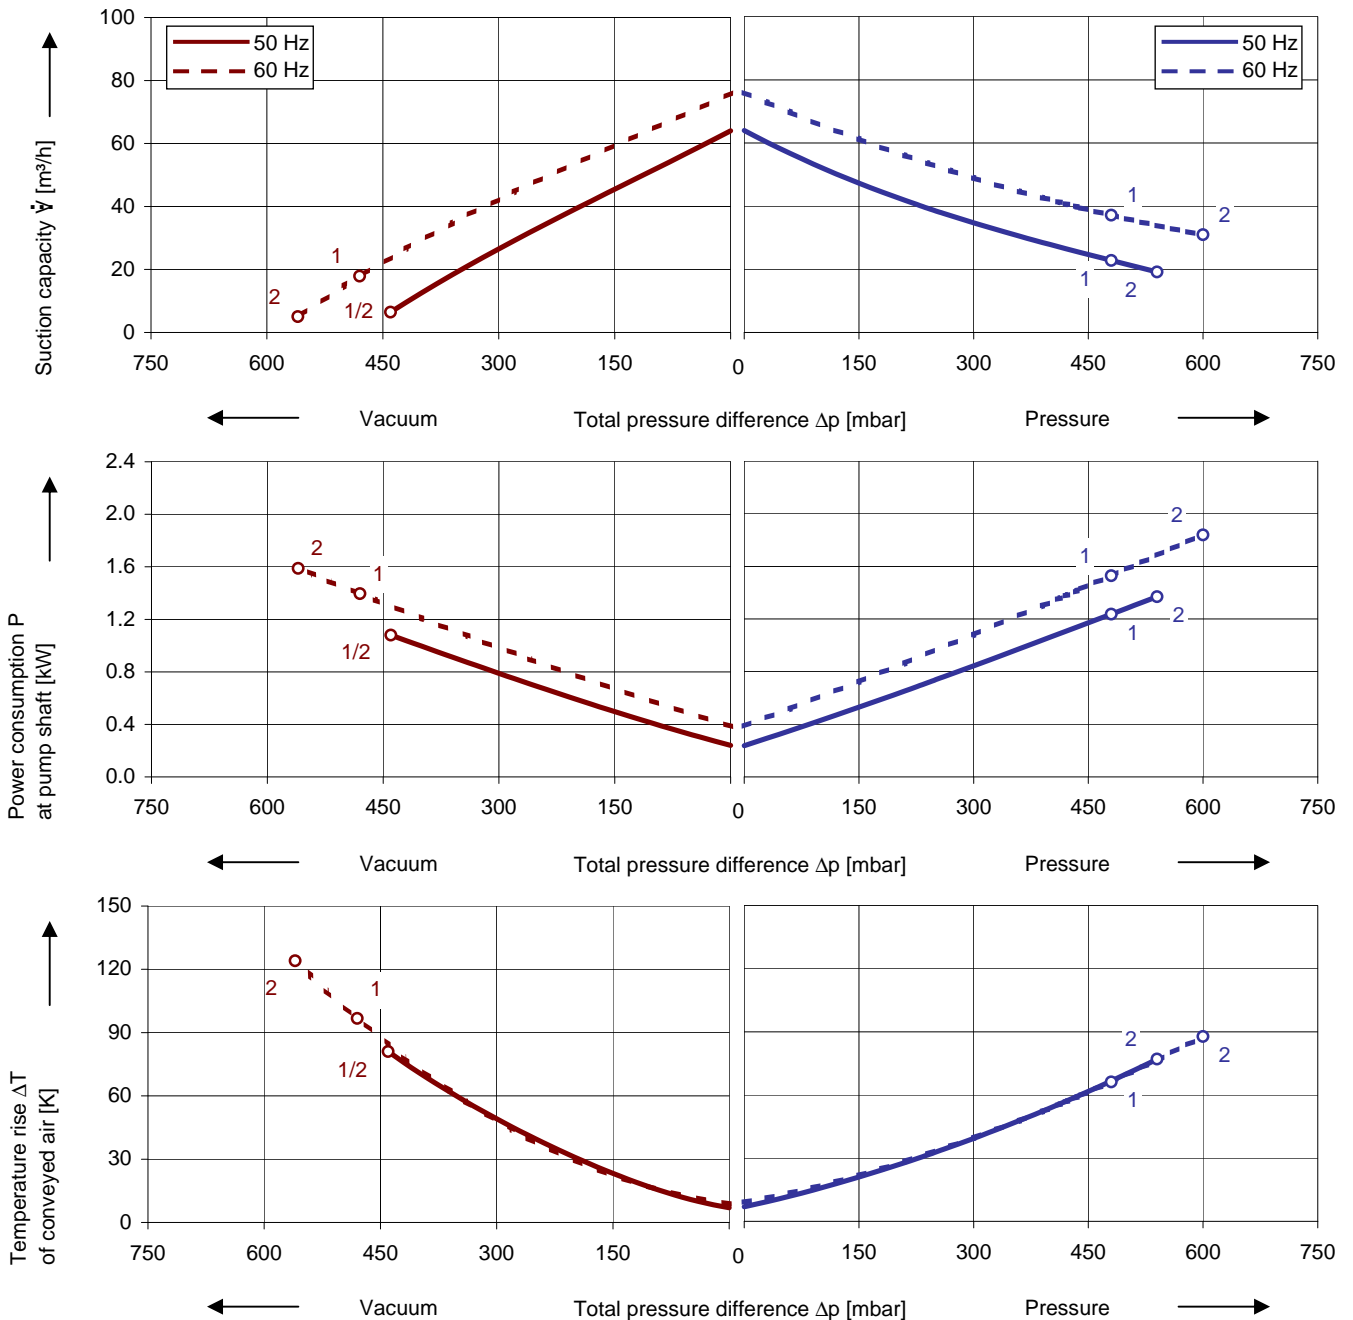 100
80
60
40
20
0
Suction capacity V̇ [m³/h]
50 Hz
60 Hz
50 Hz
60 Hz
2
1
1/2
1
2
1
2
750 600 450 300 150 0 150 300 450 600 750
Vacuum Total pressure difference Δp [mbar] Pressure
2.4
2.0
1.6
1.2
0.8
0.4
0.0
Power consumption P
at pump shaft [kW]
2
1
1/2
1
2
1
2
750 600 450 300 150 0 150 300 450 600 750
Vacuum Total pressure difference Δp [mbar] Pressure
150
120
90
60
30
0
Temperature rise ΔT
of conveyed air [K]
2
1
1/2
2
2
1
750 600 450 300 150 0 150 300 450 600 750
Vacuum Total pressure difference Δp [mbar] Pressure